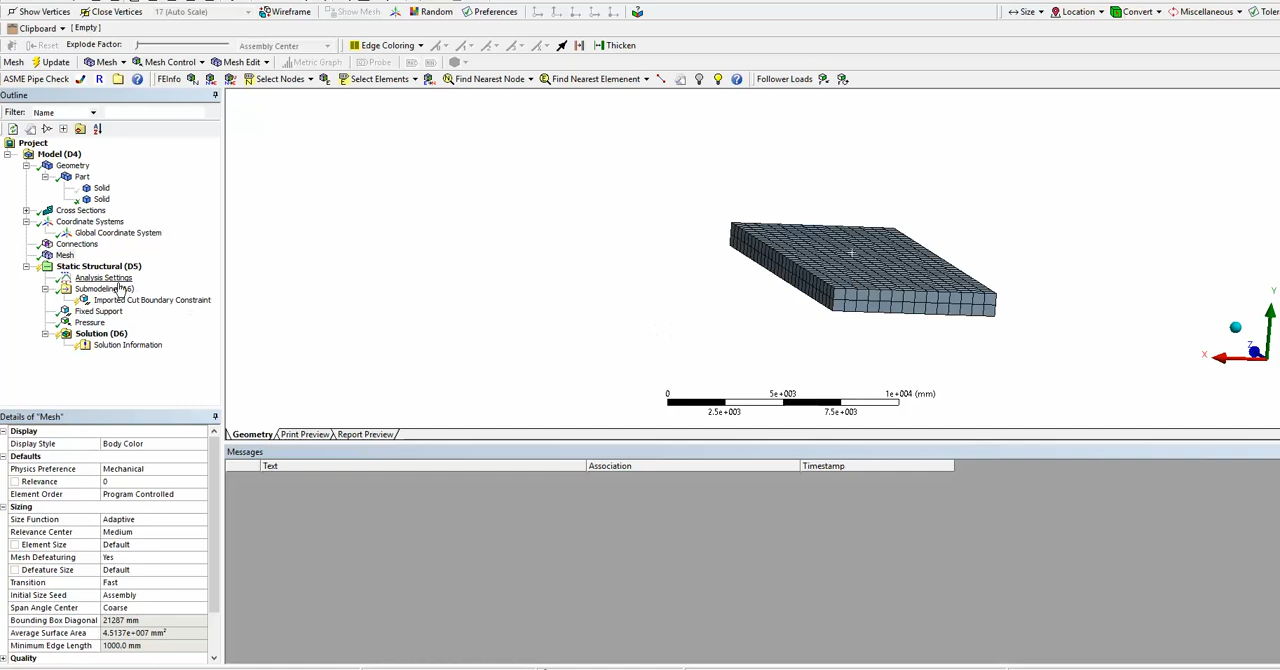 Show Vertices Close Vertices 17 (Auto Scale) Wireframe Show Mesh Random Preferences Size Location Convert Miscellaneous Toler
Clipboard [ Empty ]
Reset Explode Factor: Assembly Center Edge Coloring Thicken
Mesh Update Mesh Mesh Control Mesh Edit Metric Graph Probe
ASME Pipe Check R FEInfo Select Nodes Select Elements Find Nearest Node Find Nearest Elemenent Follower Loads
Outline
Filter: Name
Project
Model (D4)
Geometry
Part
Solid
Solid
Cross Sections
Coordinate Systems
Global Coordinate System
Connections
Mesh
Static Structural (D5)
Analysis Settings
Imported Cut Boundary Constraint
Fixed Support
Pressure
Solution (D6)
Solution Information
Y
X
Z
0 5e+003 1e+004 (mm)
2.5e+003 7.5e+003
Geometry Print Preview Report Preview
Details of "Mesh"
Display
Display Style Body Color
Defaults
Physics Preference Mechanical
Relevance 0
Element Order Program Controlled
Sizing
Size Function Adaptive
Relevance Center Medium
Element Size Default
Mesh Defeaturing Yes
Defeature Size Default
Transition Fast
Initial Size Seed Assembly
Span Angle Center Coarse
Bounding Box Diagonal 21287 mm
Average Surface Area 4.5137e+007 mm²
Minimum Edge Length 1000.0 mm
Quality
Messages
Text Association Timestamp